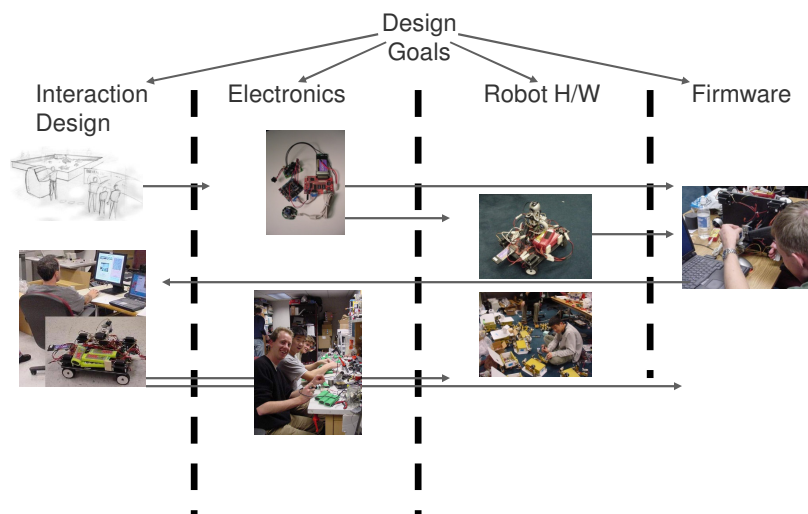 Design
Goals
Interaction
Design
Electronics
Robot H/W
Firmware